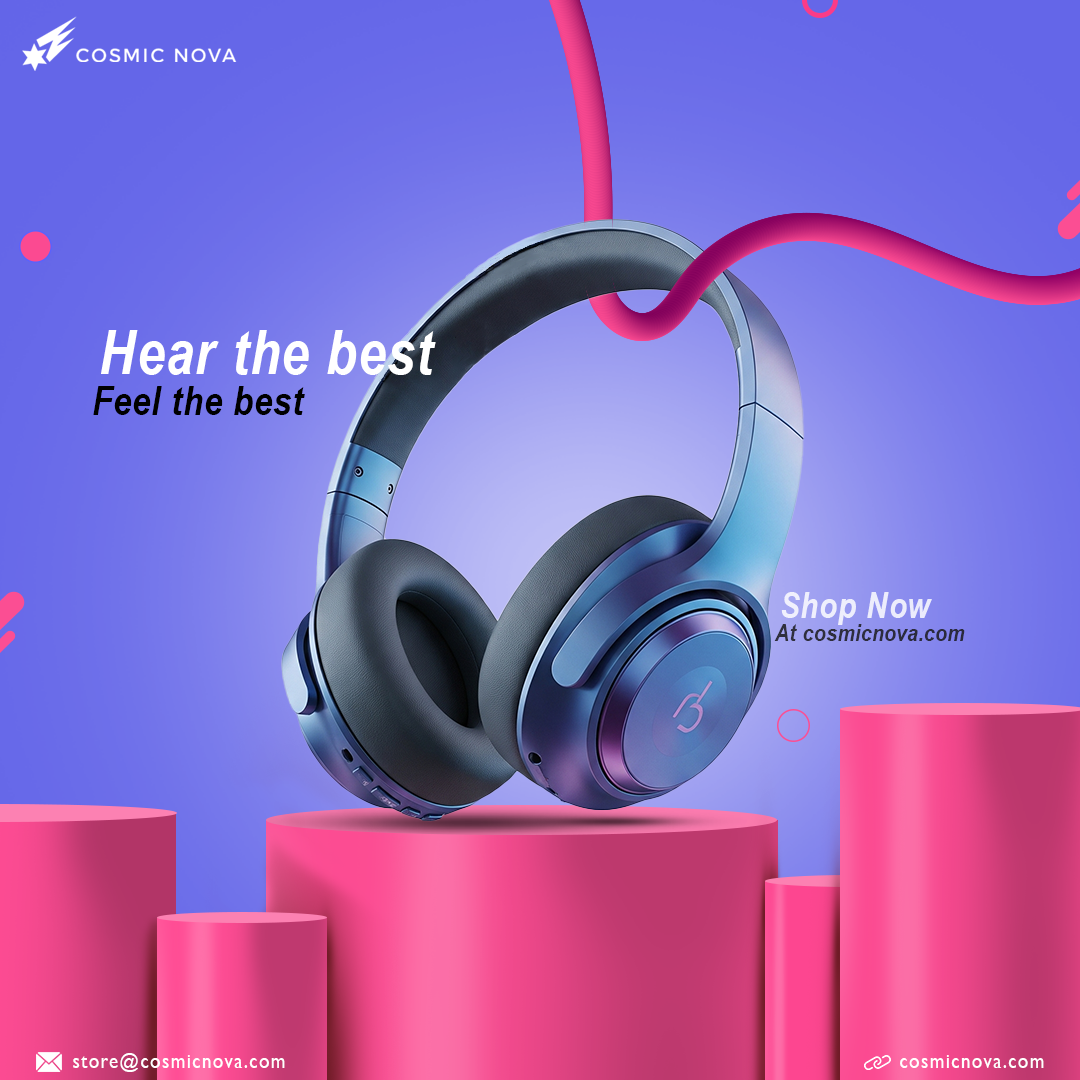 COSMIC NOVA
Hear the best
Feel the best
Shop Now
At cosmicnova.com
store@cosmicnova.com
cosmicnova.com